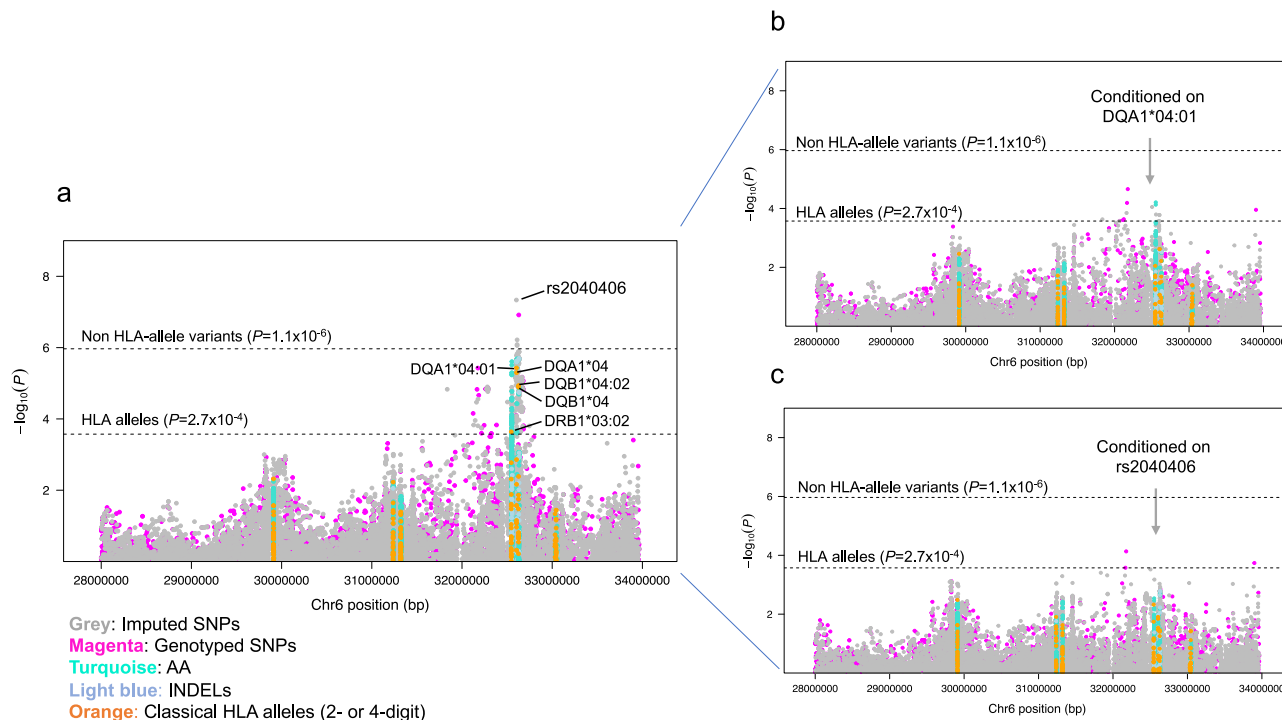 a
rs2040406
Non HLA-allele variants (P=1.1x10-6)
DQA1*04:01
DQA1*04
DQB1*04:02
DQB1*04
DRB1*03:02
HLA alleles (P=2.7x10-4)
−log10(P)
8
6
4
2
28000000 29000000 30000000 31000000 32000000 33000000 34000000
Chr6 position (bp)
Grey: Imputed SNPs
Magenta: Genotyped SNPs
Turquoise: AA
Light blue: INDELs
Orange: Classical HLA alleles (2- or 4-digit)
b
Conditioned on
DQA1*04:01
Non HLA-allele variants (P=1.1x10-6)
HLA alleles (P=2.7x10-4)
−log10(P)
8
6
4
2
28000000 29000000 30000000 31000000 32000000 33000000 34000000
Chr6 position (bp)
c
Conditioned on
rs2040406
Non HLA-allele variants (P=1.1x10-6)
HLA alleles (P=2.7x10-4)
−log10(P)
8
6
4
2
28000000 29000000 30000000 31000000 32000000 33000000 34000000
Chr6 position (bp)